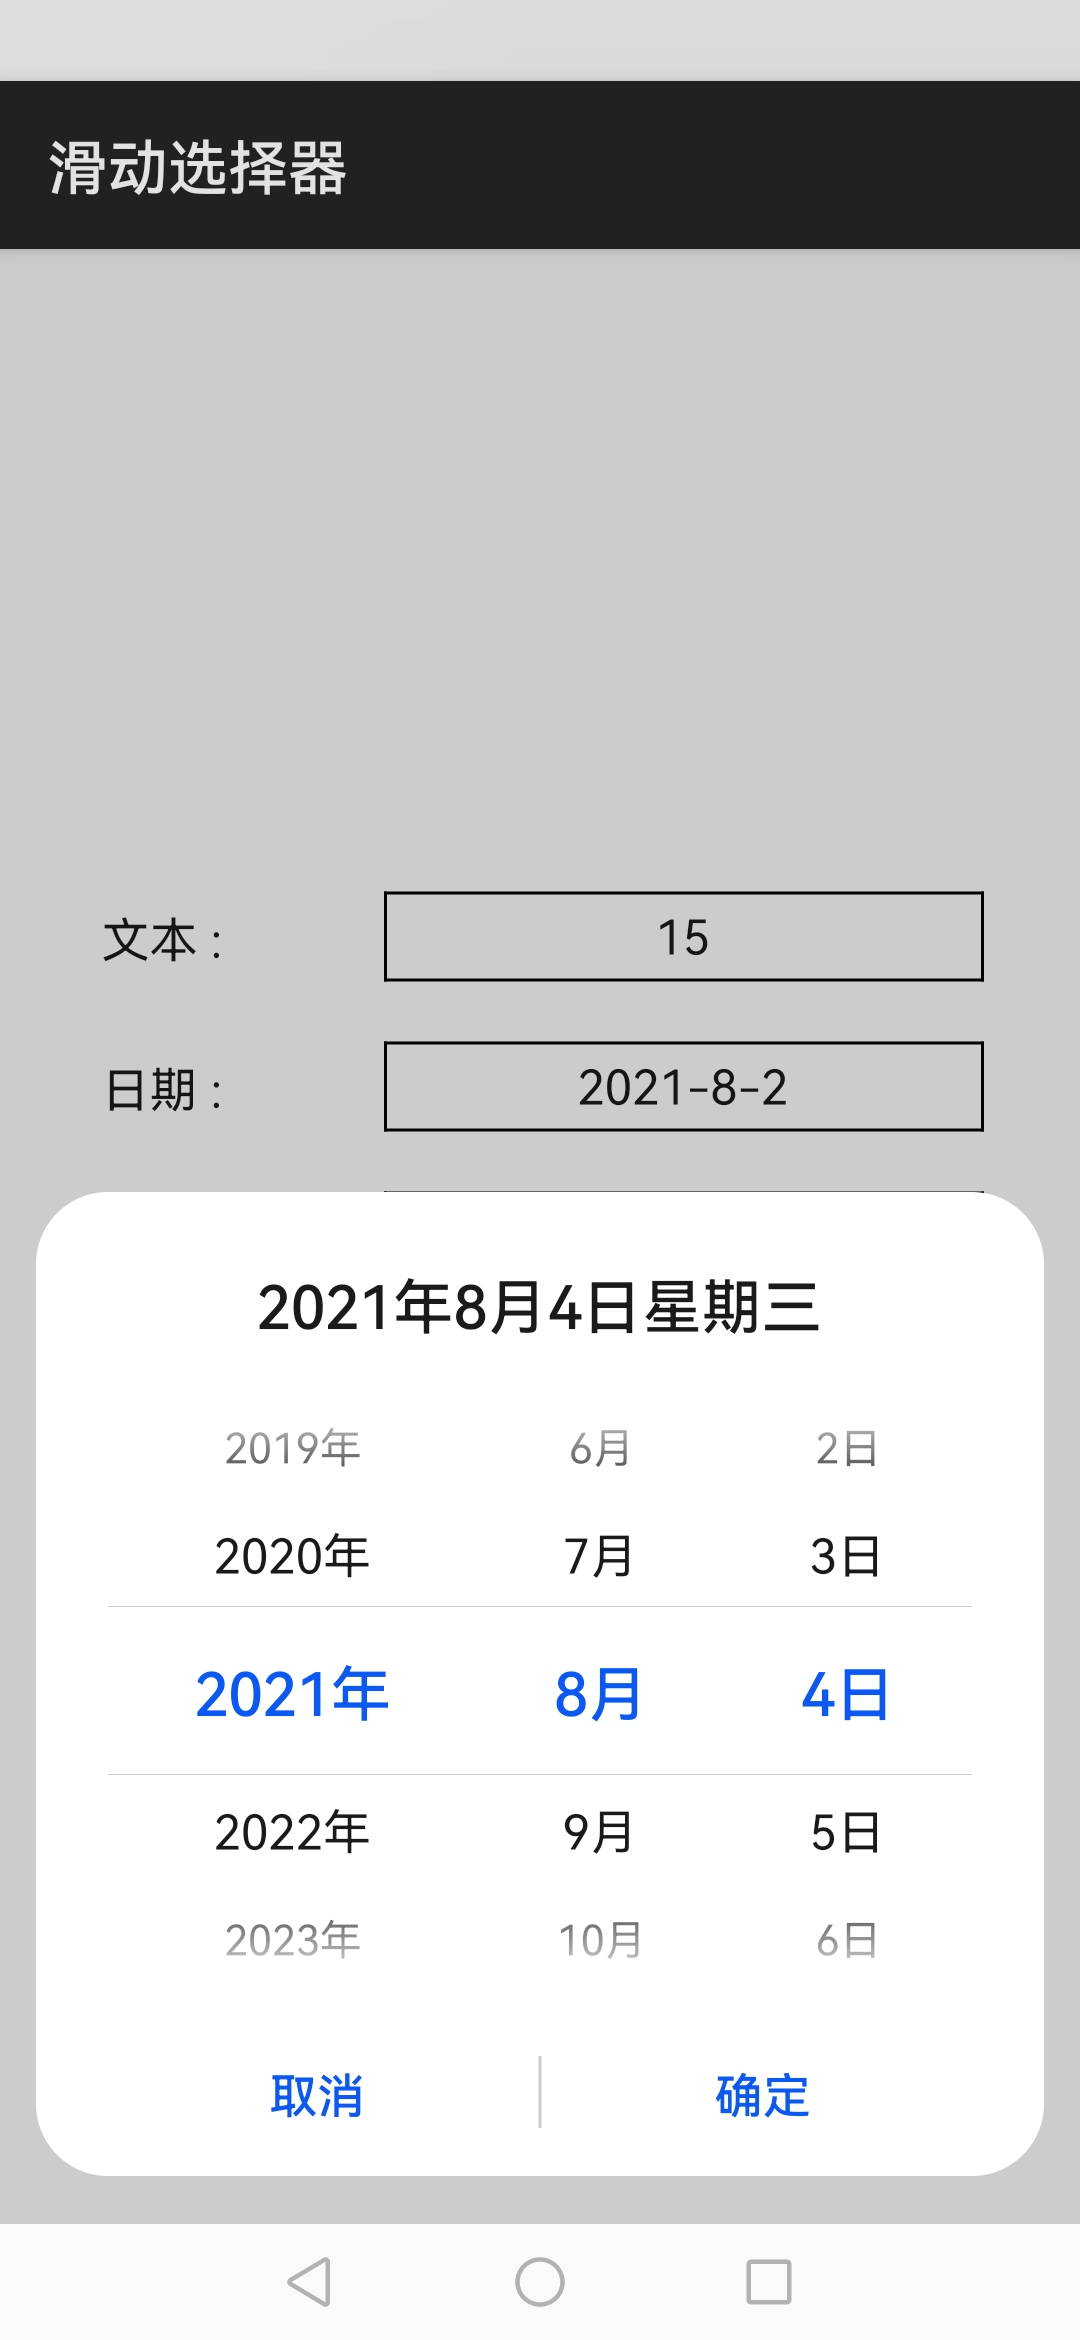 滑动选择器
文本 : 15
日期 : 2021-8-2
2021年8月4日星期三
2019年 6月 2日
2020年 7月 3日
2021年 8月 4日
2022年 9月 5日
2023年 10月 6日
取消 确定